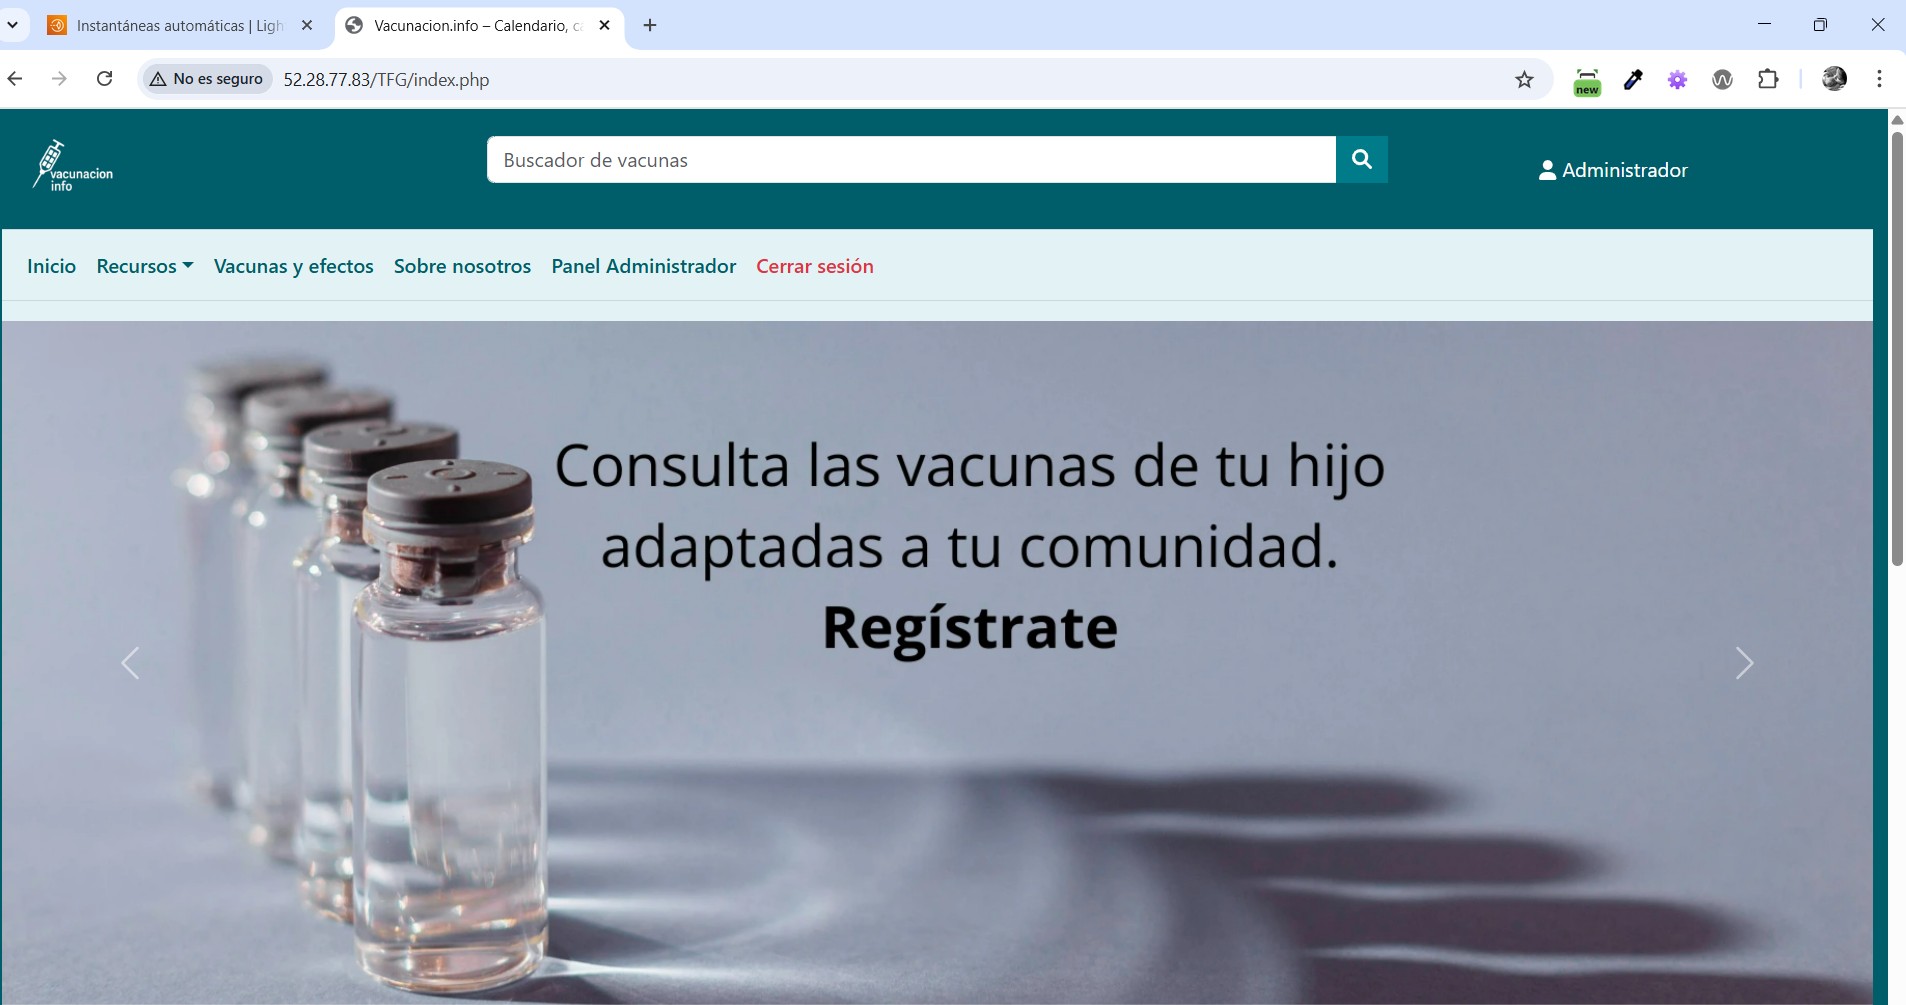 Instantáneas automáticas | Ligh
Vacunacion.info – Calendario, ca
No es seguro
52.28.77.83/TFG/index.php
new
vacunacion
info
Buscador de vacunas
Administrador
Inicio Recursos Vacunas y efectos Sobre nosotros Panel Administrador Cerrar sesión
Consulta las vacunas de tu hijo
adaptadas a tu comunidad.
Regístrate